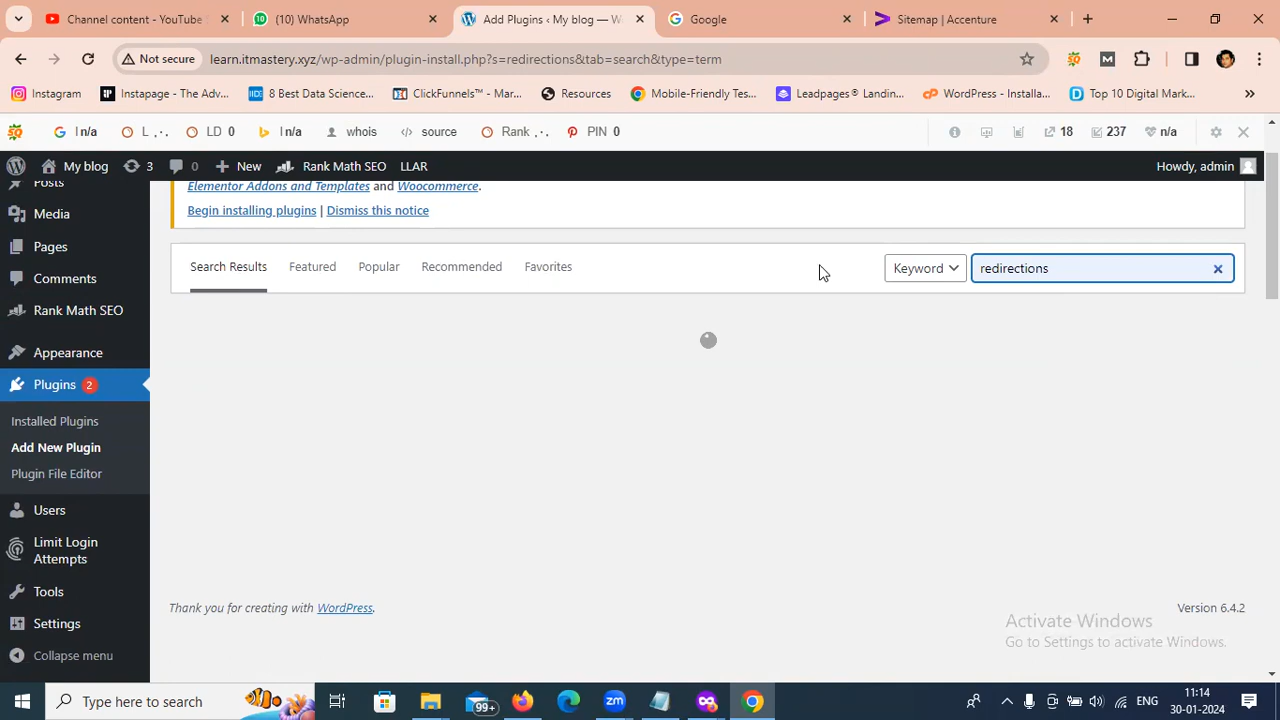 Channel content - YouTube
(10) WhatsApp
Add Plugins ‹ My blog — W
Google
Sitemap | Accenture
Not secure
learn.itmastery.xyz/wp-admin/plugin-install.php?s=redirections&tab=search&type=term
Instagram
Instapage - The Adv...
8 Best Data Science...
ClickFunnels™ - Mar...
Resources
Mobile-Friendly Tes...
Leadpages® Landin...
WordPress - Installa...
Top 10 Digital Mark...
I n/a
L
LD 0
I n/a
whois
source
Rank
PIN 0
18
237
n/a
My blog
3
0
New
Rank Math SEO
LLAR
Howdy, admin
Posts
Media
Pages
Comments
Rank Math SEO
Appearance
Plugins 2
Installed Plugins
Add New Plugin
Plugin File Editor
Users
Limit Login
Attempts
Tools
Settings
Collapse menu
Elementor Addons and Templates and Woocommerce.
Begin installing plugins | Dismiss this notice
Search Results
Featured
Popular
Recommended
Favorites
Keyword
redirections
Thank you for creating with WordPress.
Version 6.4.2
Activate Windows
Go to Settings to activate Windows.
Type here to search
99+
ENG
11:14
30-01-2024